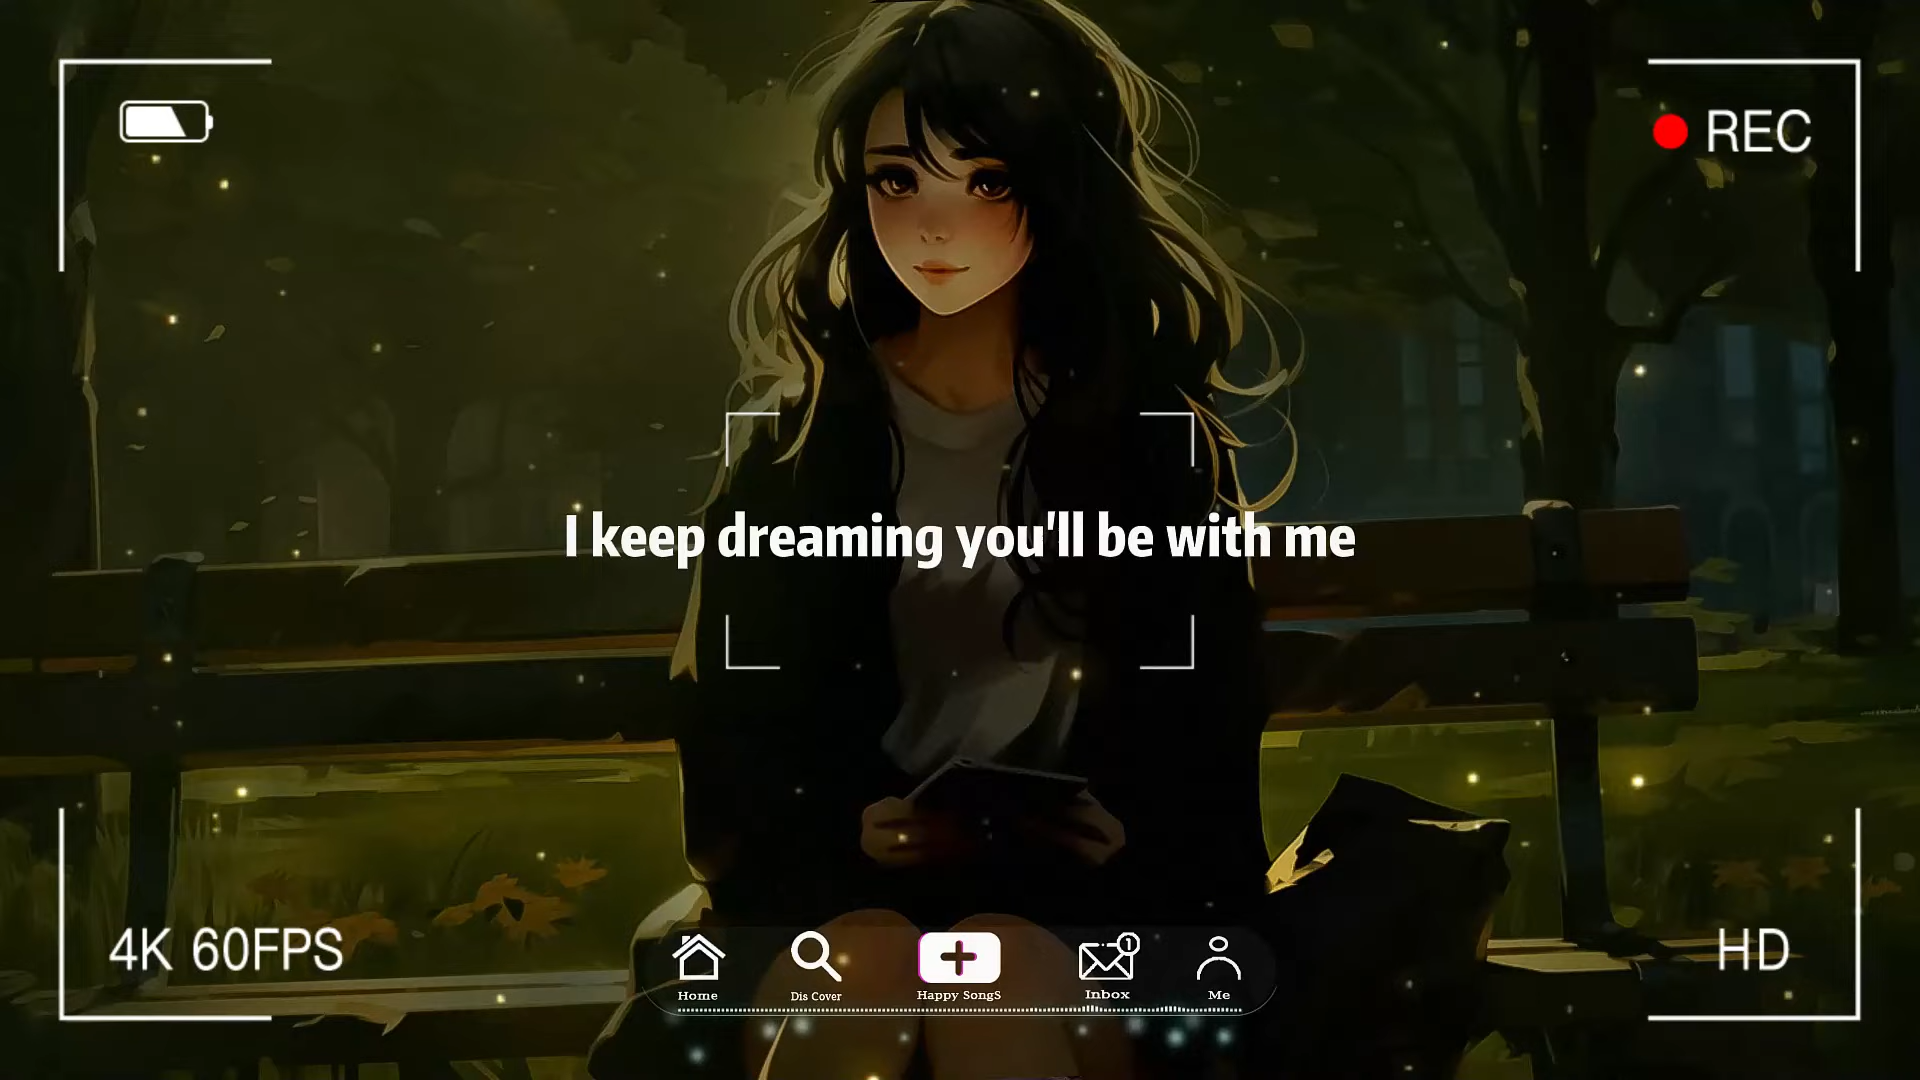 REC
I keep dreaming you'll be with me
4K 60FPS
HD
1
Home
Dis Cover
Happy SongS
Inbox
Me